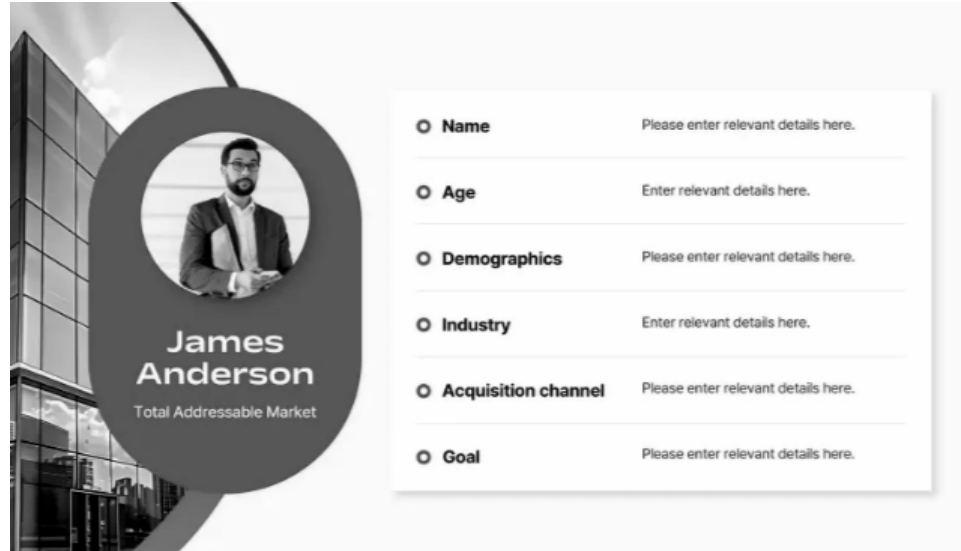 James
Anderson
Total Addressable Market
Name Please enter relevant details here.
Age Enter relevant details here.
Demographics Please enter relevant details here.
Industry Enter relevant details here.
Acquisition channel Please enter relevant details here.
Goal Please enter relevant details here.